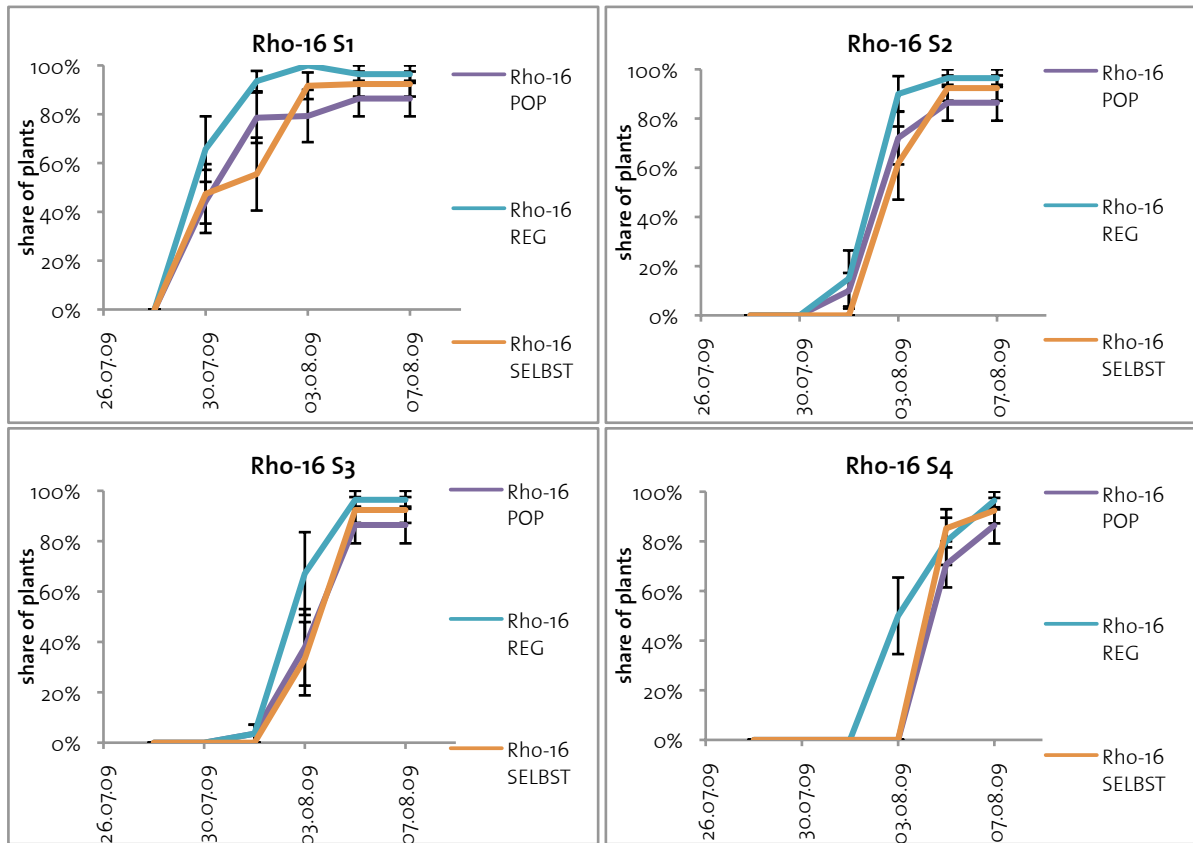 Rho-16 S1
share of plants
100%
80%
60%
40%
20%
0%
26.07.09
30.07.09
03.08.09
07.08.09
Rho-16
POP
Rho-16
REG
Rho-16
SELBST
Rho-16 S2
share of plants
100%
80%
60%
40%
20%
0%
26.07.09
30.07.09
03.08.09
07.08.09
Rho-16
POP
Rho-16
REG
Rho-16
SELBST
Rho-16 S3
share of plants
100%
80%
60%
40%
20%
0%
26.07.09
30.07.09
03.08.09
07.08.09
Rho-16
POP
Rho-16
REG
Rho-16
SELBST
Rho-16 S4
share of plants
100%
80%
60%
40%
20%
0%
26.07.09
30.07.09
03.08.09
07.08.09
Rho-16
POP
Rho-16
REG
Rho-16
SELBST